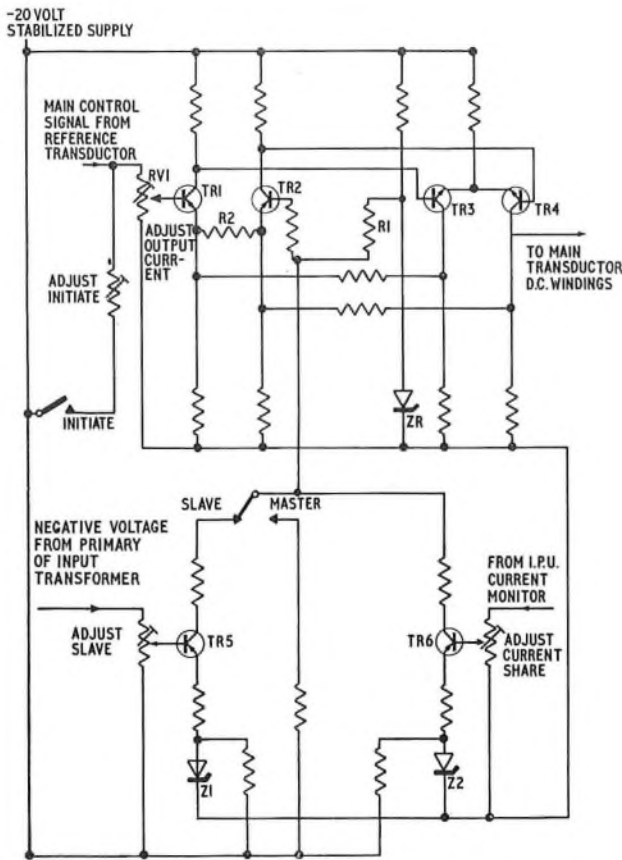 -20 VOLT
STABILIZED SUPPLY
MAIN CONTROL
SIGNAL FROM
REFERENCE
TRANSDUCTOR
RV1
TR1
TR2
R2
R1
TR3
TR4
ADJUST
OUTPUT
CUR-
RENT
TO MAIN
TRANSDUCTOR
D.C. WINDINGS
ADJUST
INITIATE
INITIATE
ZR
SLAVE
MASTER
NEGATIVE VOLTAGE
FROM PRIMARY
OF INPUT
TRANSFORMER
FROM I.P.U.
CURRENT
MONITOR
ADJUST
SLAVE
TR5
TR6
ADJUST
CURRENT
SHARE
Z1
Z2